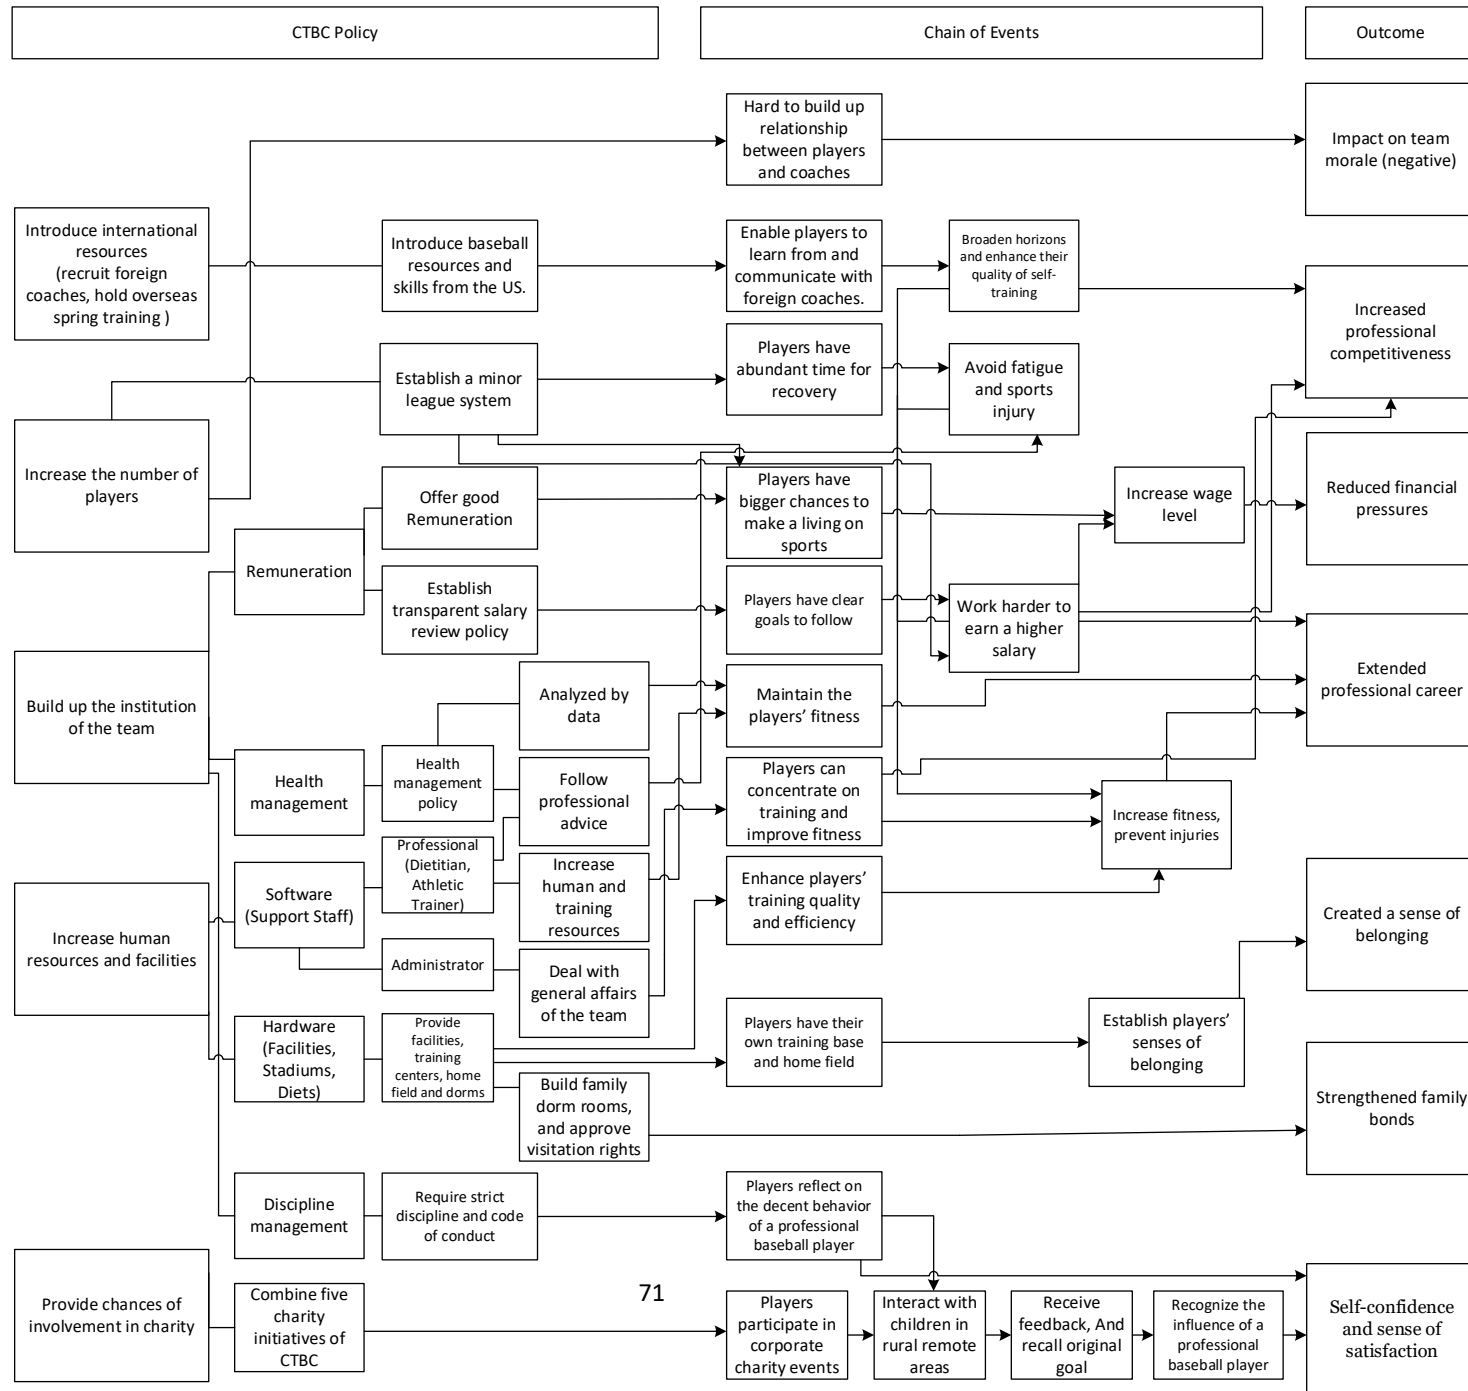 CTBC Policy
Chain of Events
Outcome
Hard to build up
relationship
between players
and coaches
Impact on team
morale (negative)
Introduce international
resources
(recruit foreign
coaches, hold overseas
spring training )
Introduce baseball
resources and
skills from the US.
Enable players to
learn from and
communicate with
foreign coaches.
Broaden horizons
and enhance their
quality of self-
training
Increased
professional
competitiveness
Increase the number of
players
Establish a minor
league system
Players have
abundant time for
recovery
Avoid fatigue
and sports
injury
Offer good
Remuneration
Players have
bigger chances to
make a living on
sports
Increase wage
level
Reduced financial
pressures
Remuneration
Establish
transparent salary
review policy
Players have clear
goals to follow
Work harder to
earn a higher
salary
Extended
professional career
Build up the institution
of the team
Analyzed by
data
Maintain the
players’ fitness
Health
management
Health
management
policy
Follow
professional
advice
Players can
concentrate on
training and
improve fitness
Increase fitness,
prevent injuries
Increase human
resources and facilities
Software
(Support Staff)
Professional
(Dietitian,
Athletic
Trainer)
Increase
human and
training
resources
Enhance players’
training quality
and efficiency
Created a sense of
belonging
Administrator
Deal with
general affairs
of the team
Hardware
(Facilities,
Stadiums,
Diets)
Provide
facilities,
training
centers, home
field and dorms
Players have their
own training base
and home field
Establish players’
senses of
belonging
Build family
dorm rooms,
and approve
visitation rights
Strengthened family
bonds
Discipline
management
Require strict
discipline and code
of conduct
Players reflect on
the decent behavior
of a professional
baseball player
Provide chances of
involvement in charity
Combine five
charity
initiatives of
CTBC
71
Players
participate in
corporate
charity events
Interact with
children in
rural remote
areas
Receive
feedback, And
recall original
goal
Recognize the
influence of a
professional
baseball player
Self-confidence
and sense of
satisfaction